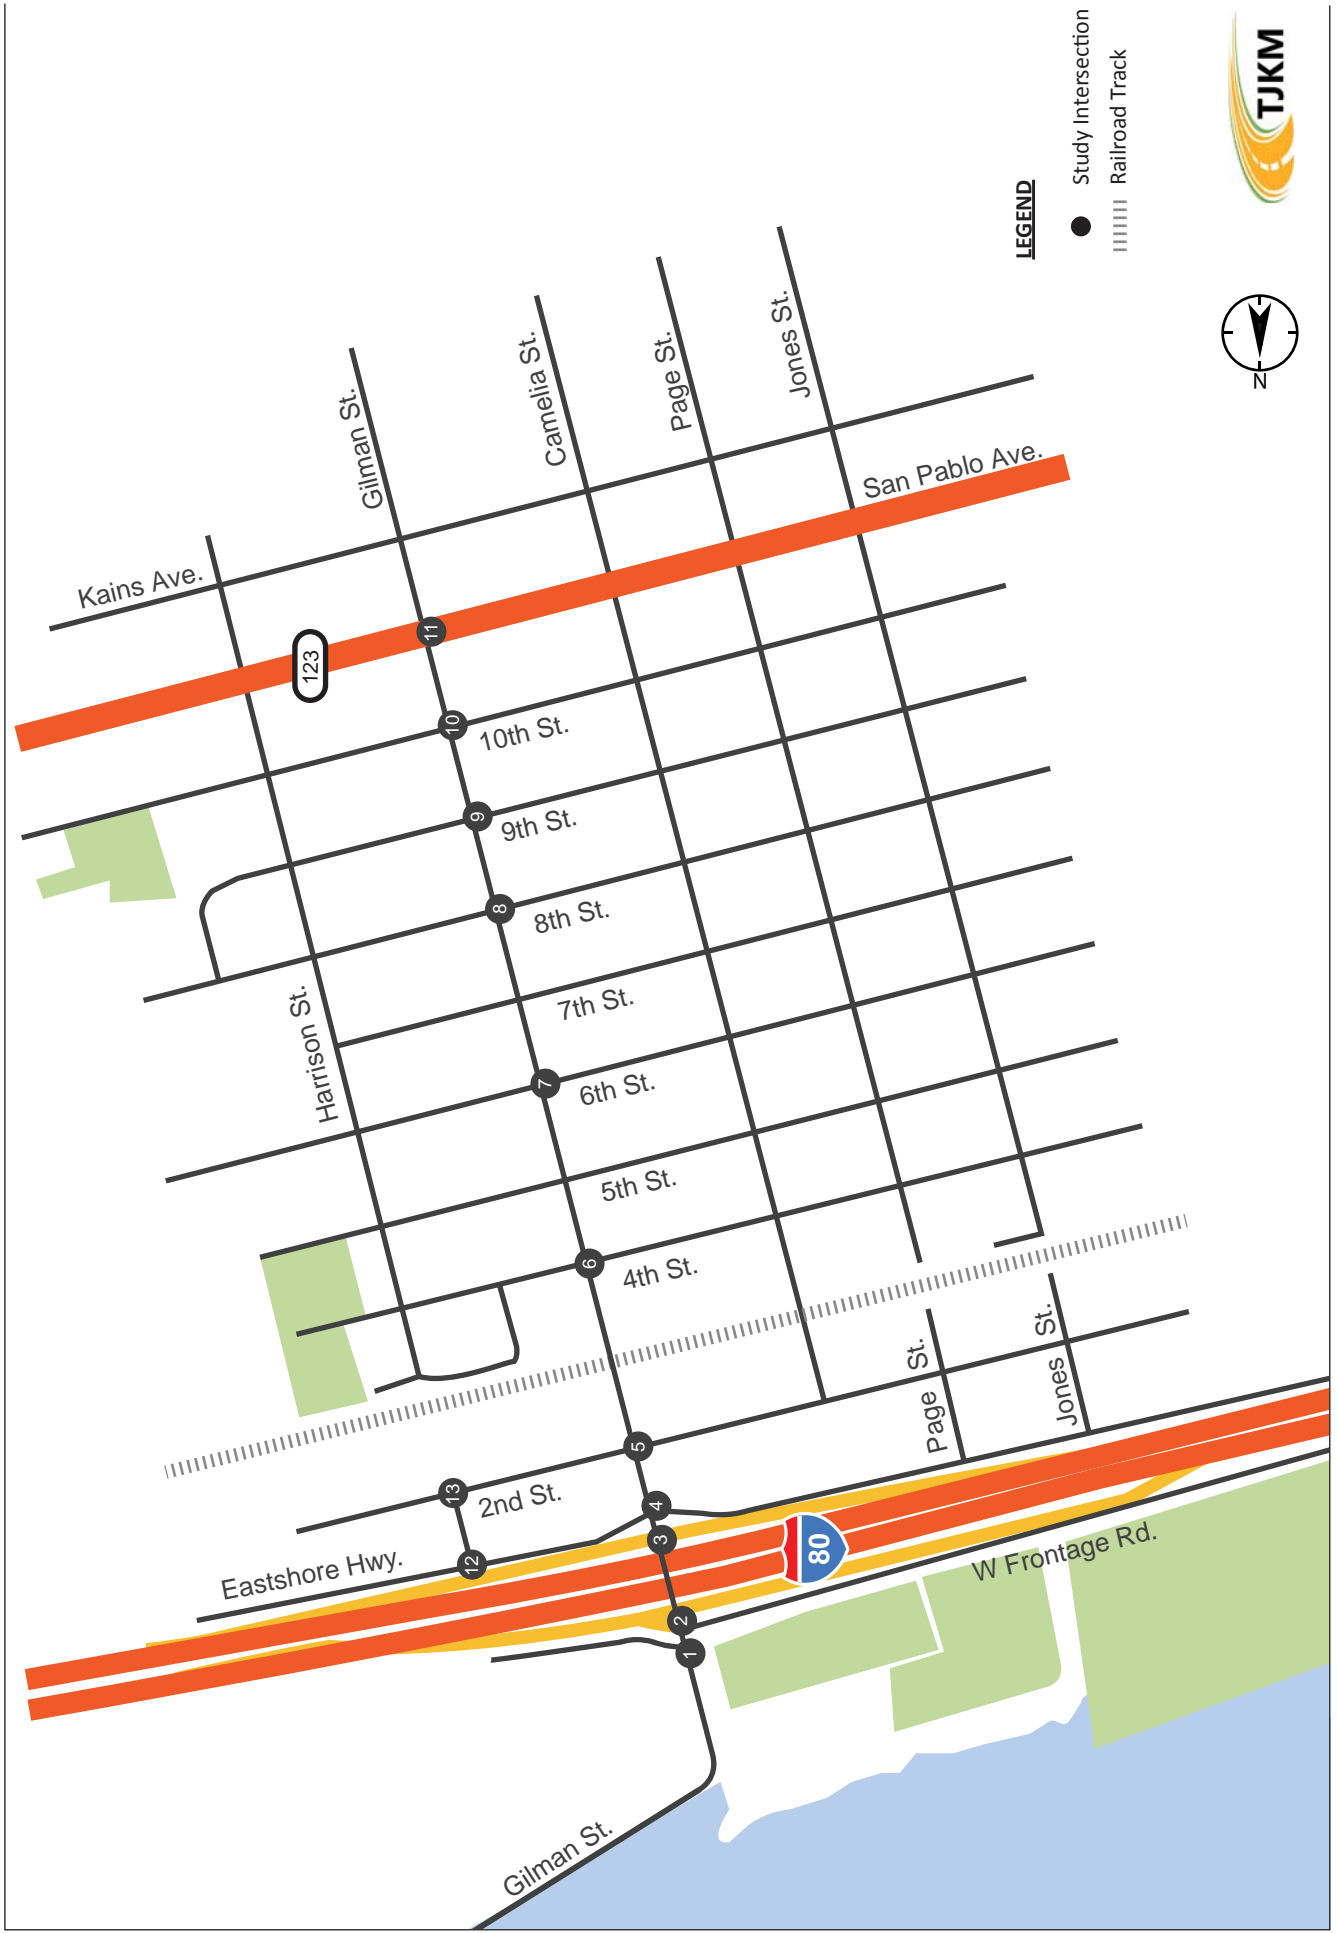 LEGEND
Study Intersection
Railroad Track
TJKM
N
Kains Ave.
Gilman St.
Camelia St.
Page St.
Jones St.
San Pablo Ave.
123
11
10
10th St.
9
9th St.
8
8th St.
7th St.
Harrison St.
7
6th St.
5th St.
6
4th St.
5
13
2nd St.
4
3
12
Eastshore Hwy.
Page St.
Jones St.
80
2
1
W Frontage Rd.
Gilman St.